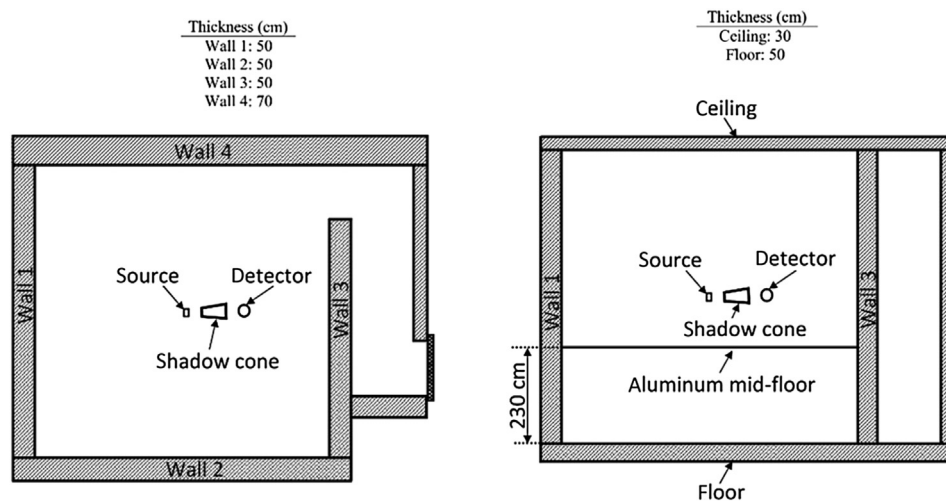 Thickness (cm)
Wall 1: 50
Wall 2: 50
Wall 3: 50
Wall 4: 70
Wall 4
Wall 1
Source
Detector
Wall 3
Shadow cone
Wall 2
Thickness (cm)
Ceiling: 30
Floor: 50
Ceiling
Wall 1
Source
Detector
Wall 3
Shadow cone
Aluminum mid-floor
230 cm
Floor